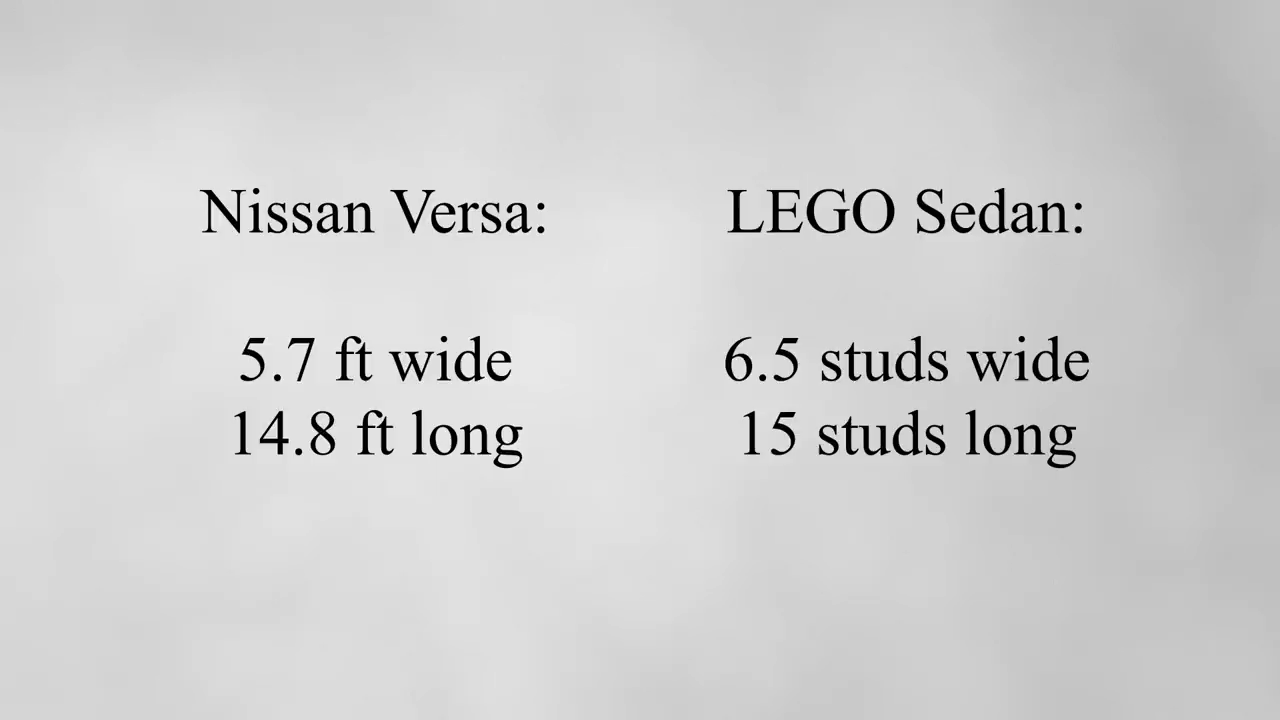 Nissan Versa:
5.7 ft wide
14.8 ft long
LEGO Sedan:
6.5 studs wide
15 studs long